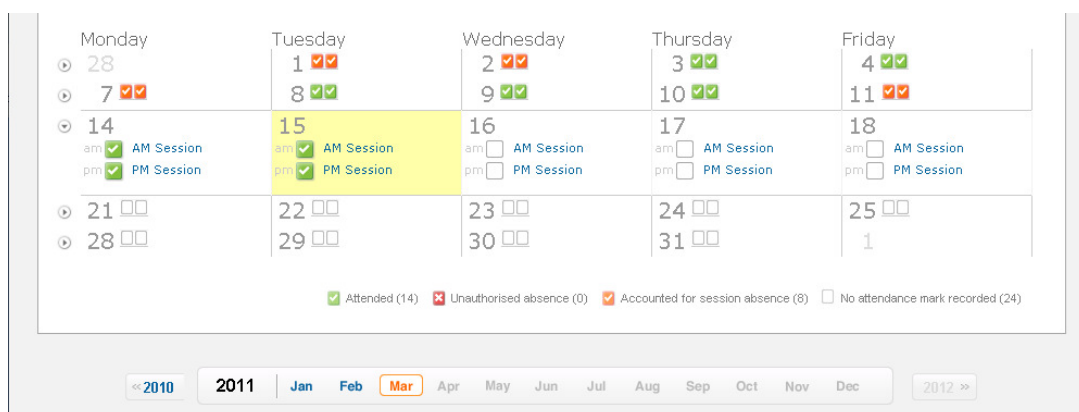 Monday Tuesday Wednesday Thursday Friday
28 1 2 3 4
7 8 9 10 11
14 15 16 17 18
am AM Session am AM Session am AM Session am AM Session am AM Session
pm PM Session pm PM Session pm PM Session pm PM Session pm PM Session
21 22 23 24 25
28 29 30 31 1
Attended (14) Unauthorised absence (0) Accounted for session absence (8) No attendance mark recorded (24)
« 2010 2011 Jan Feb Mar Apr May Jun Jul Aug Sep Oct Nov Dec 2012 »